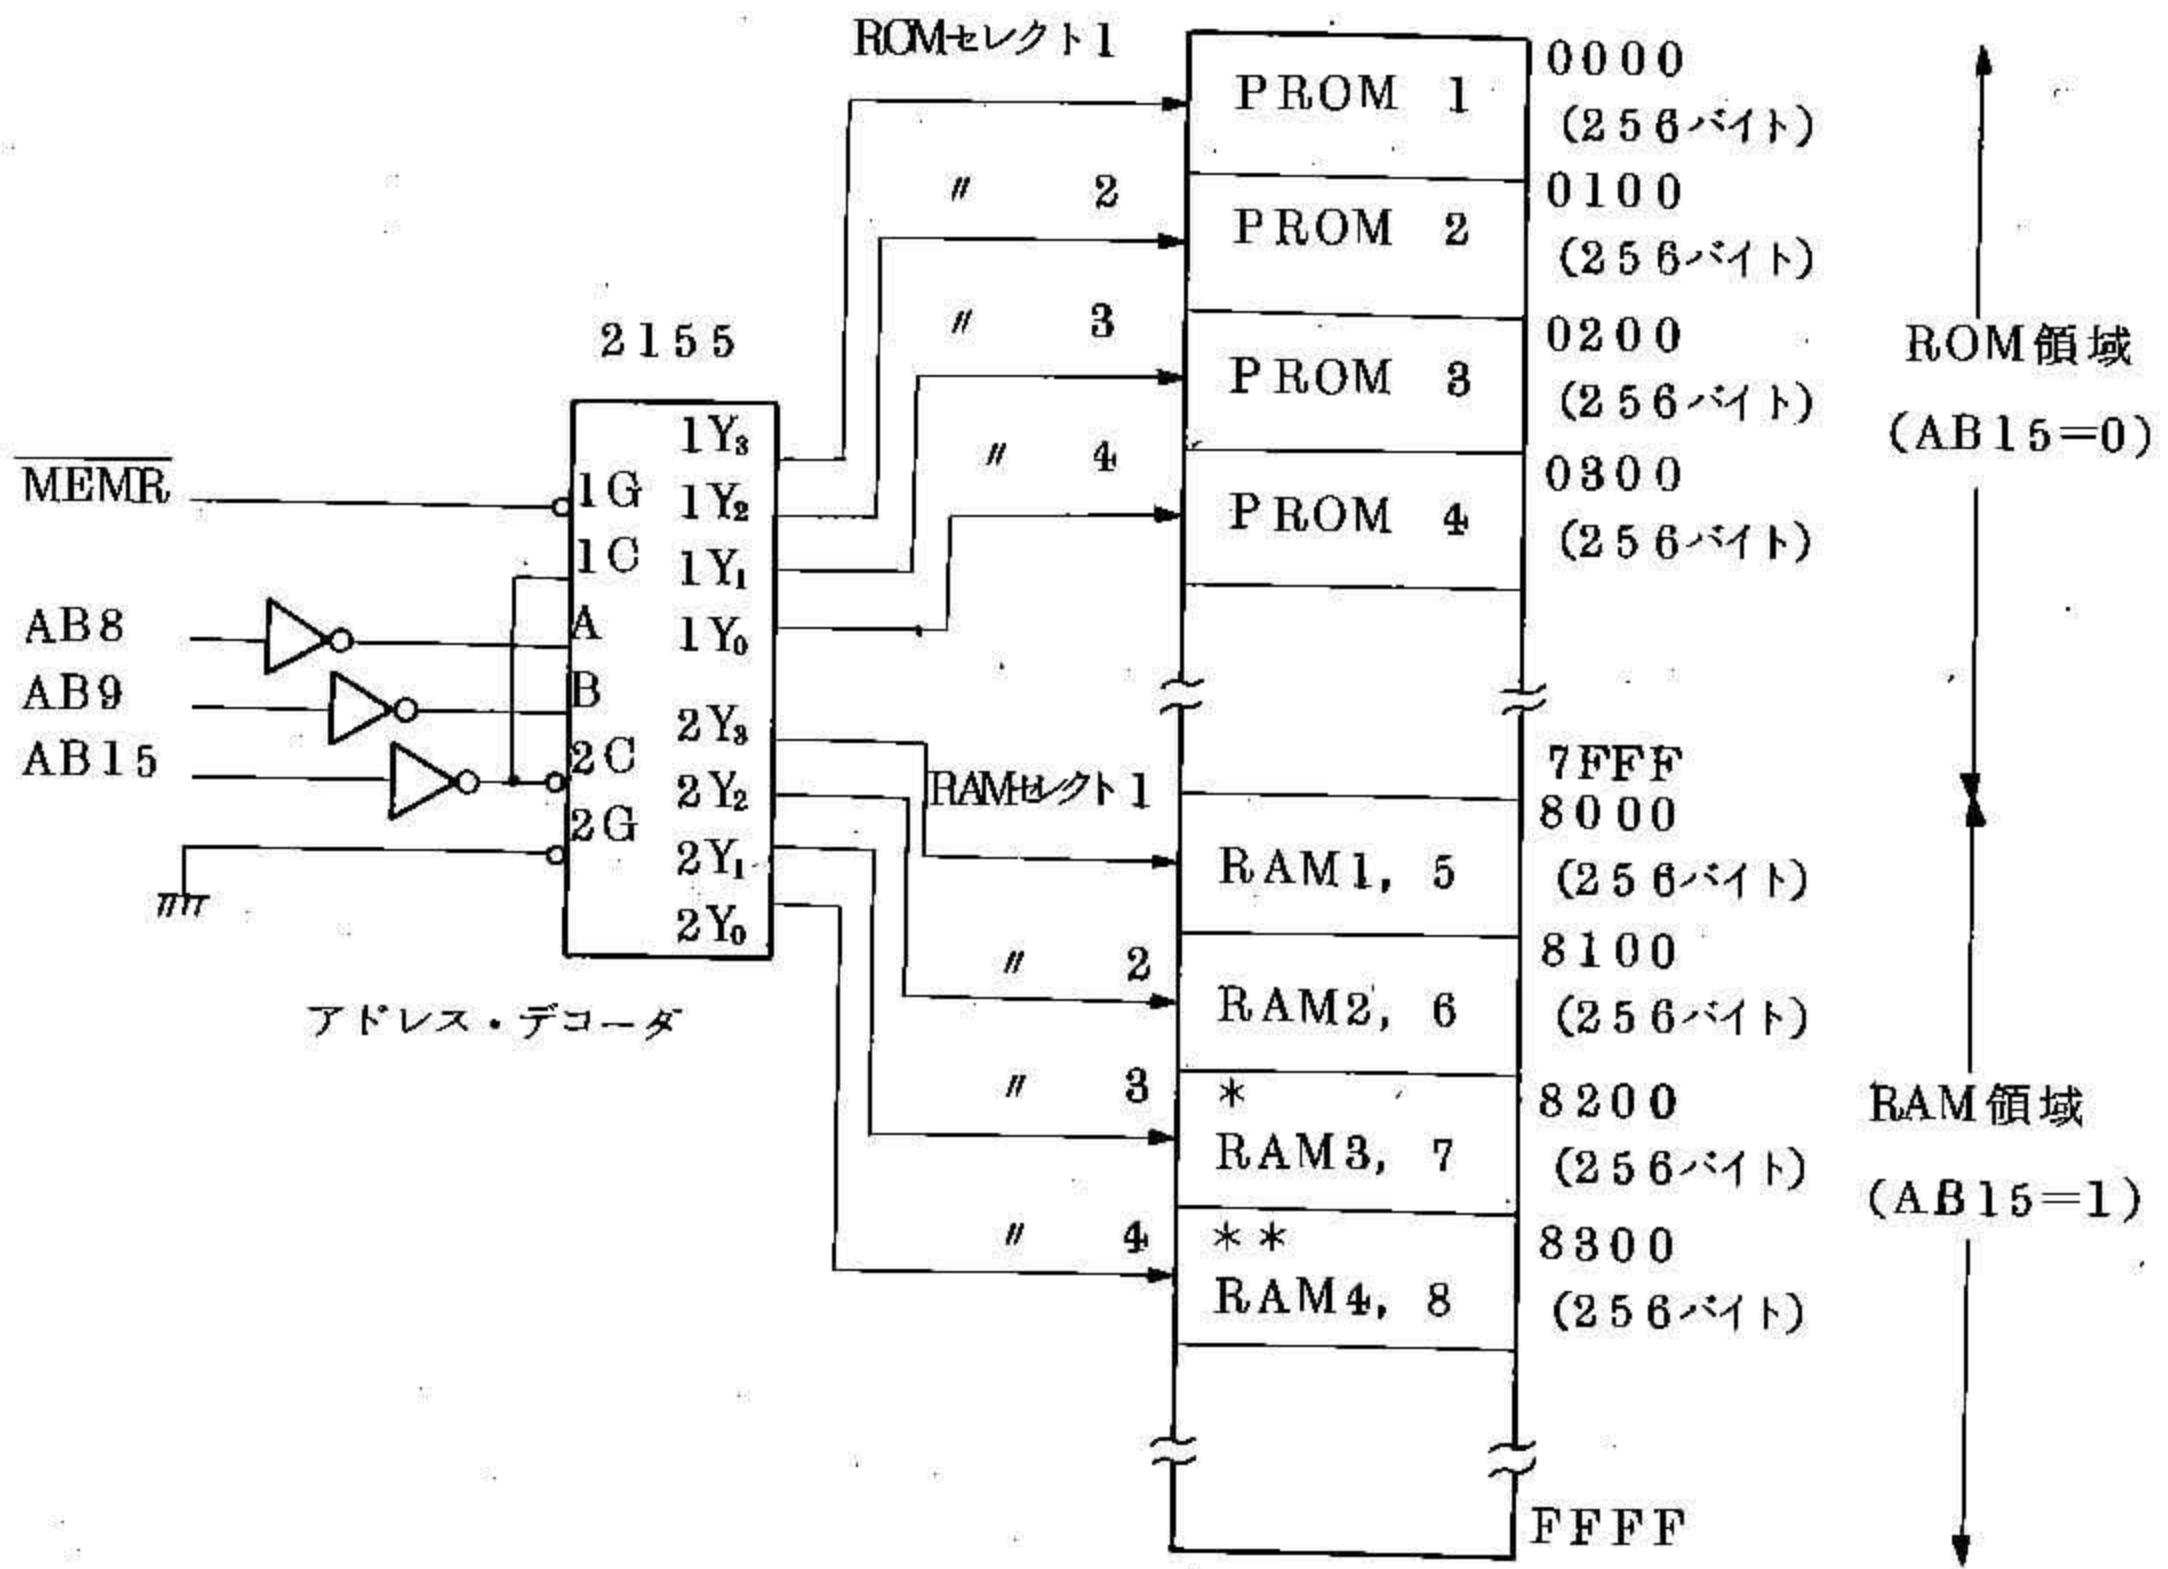 ROMセレクト1
PROM 1
0000
(256バイト)
〃 2
PROM 2
0100
(256バイト)
〃 3
PROM 3
0200
(256バイト)
〃 4
PROM 4
0300
(256バイト)
ROM領域
(AB15=0)
2155
MEMR
AB8
AB9
AB15
1G
1C
A
B
2C
2G
1Y3
1Y2
1Y1
1Y0
2Y3
2Y2
2Y1
2Y0
アドレス・デコーダ
7FFF
RAMセレクト1
RAM1, 5
8000
(256バイト)
〃 2
RAM2, 6
8100
(256バイト)
〃 3
*
RAM3, 7
8200
(256バイト)
〃 4
**
RAM4, 8
8300
(256バイト)
RAM領域
(AB15=1)
FFFF